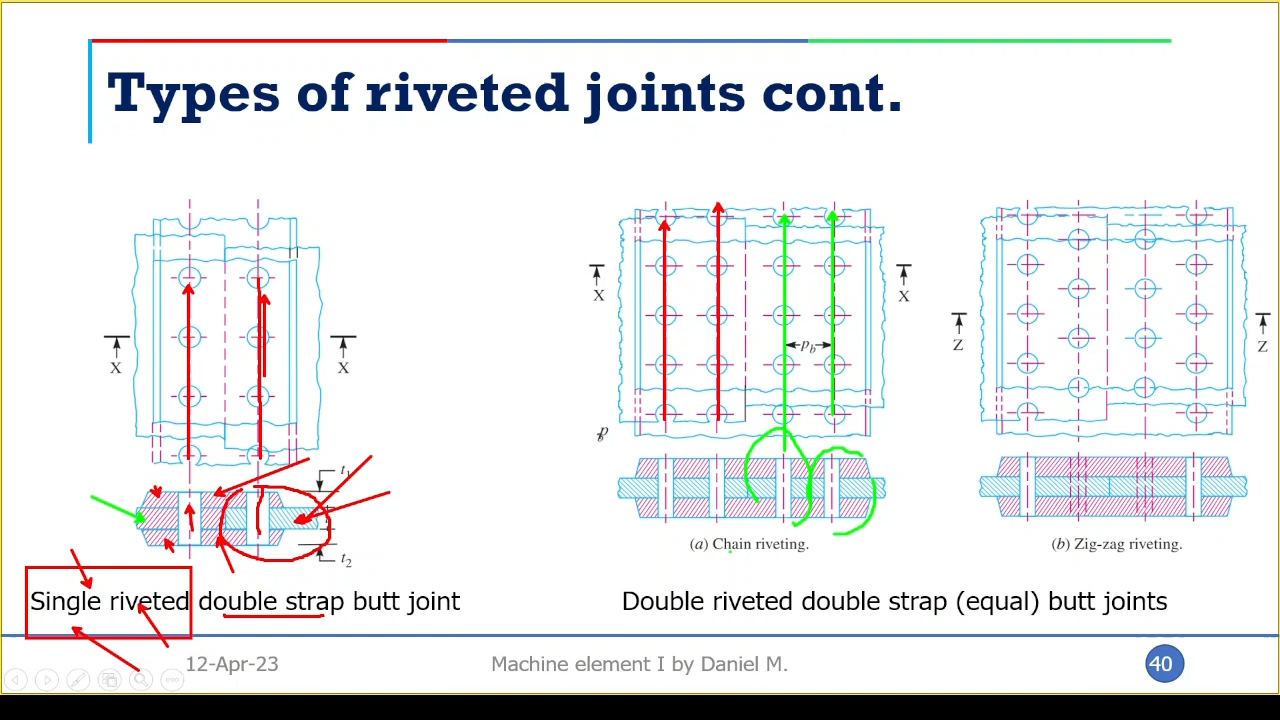 Types of riveted joints cont.
X
X
t1
t2
Single riveted double strap butt joint
X
X
pb
p
(a) Chain riveting.
Z
Z
(b) Zig-zag riveting.
Double riveted double strap (equal) butt joints
12-Apr-23
Machine element I by Daniel M.
40